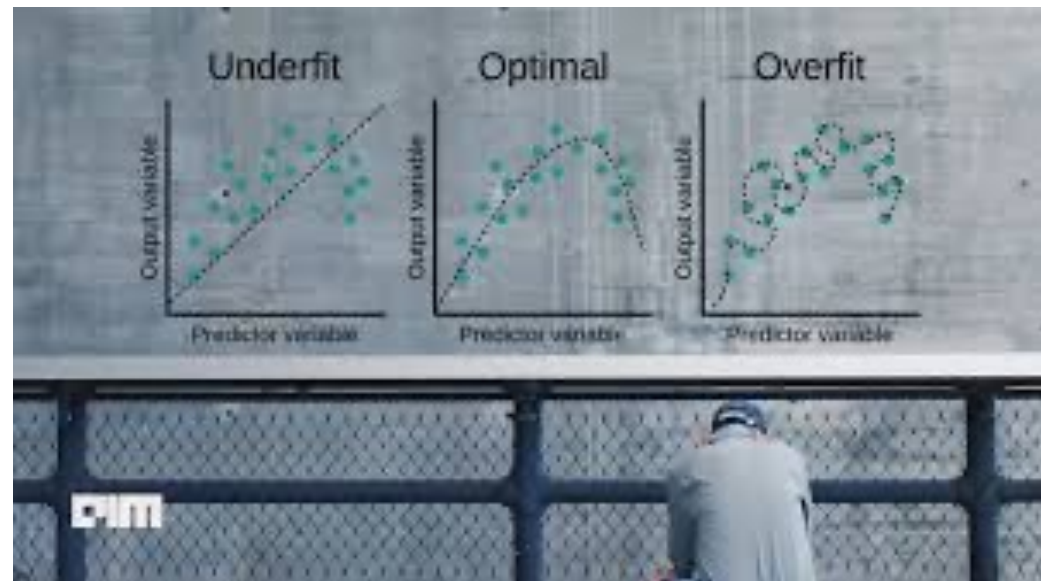 Underfit
Optimal
Overfit
Output variable
Output variable
Output variable
Predictor variable
Predictor variable
Predictor variable
AIM